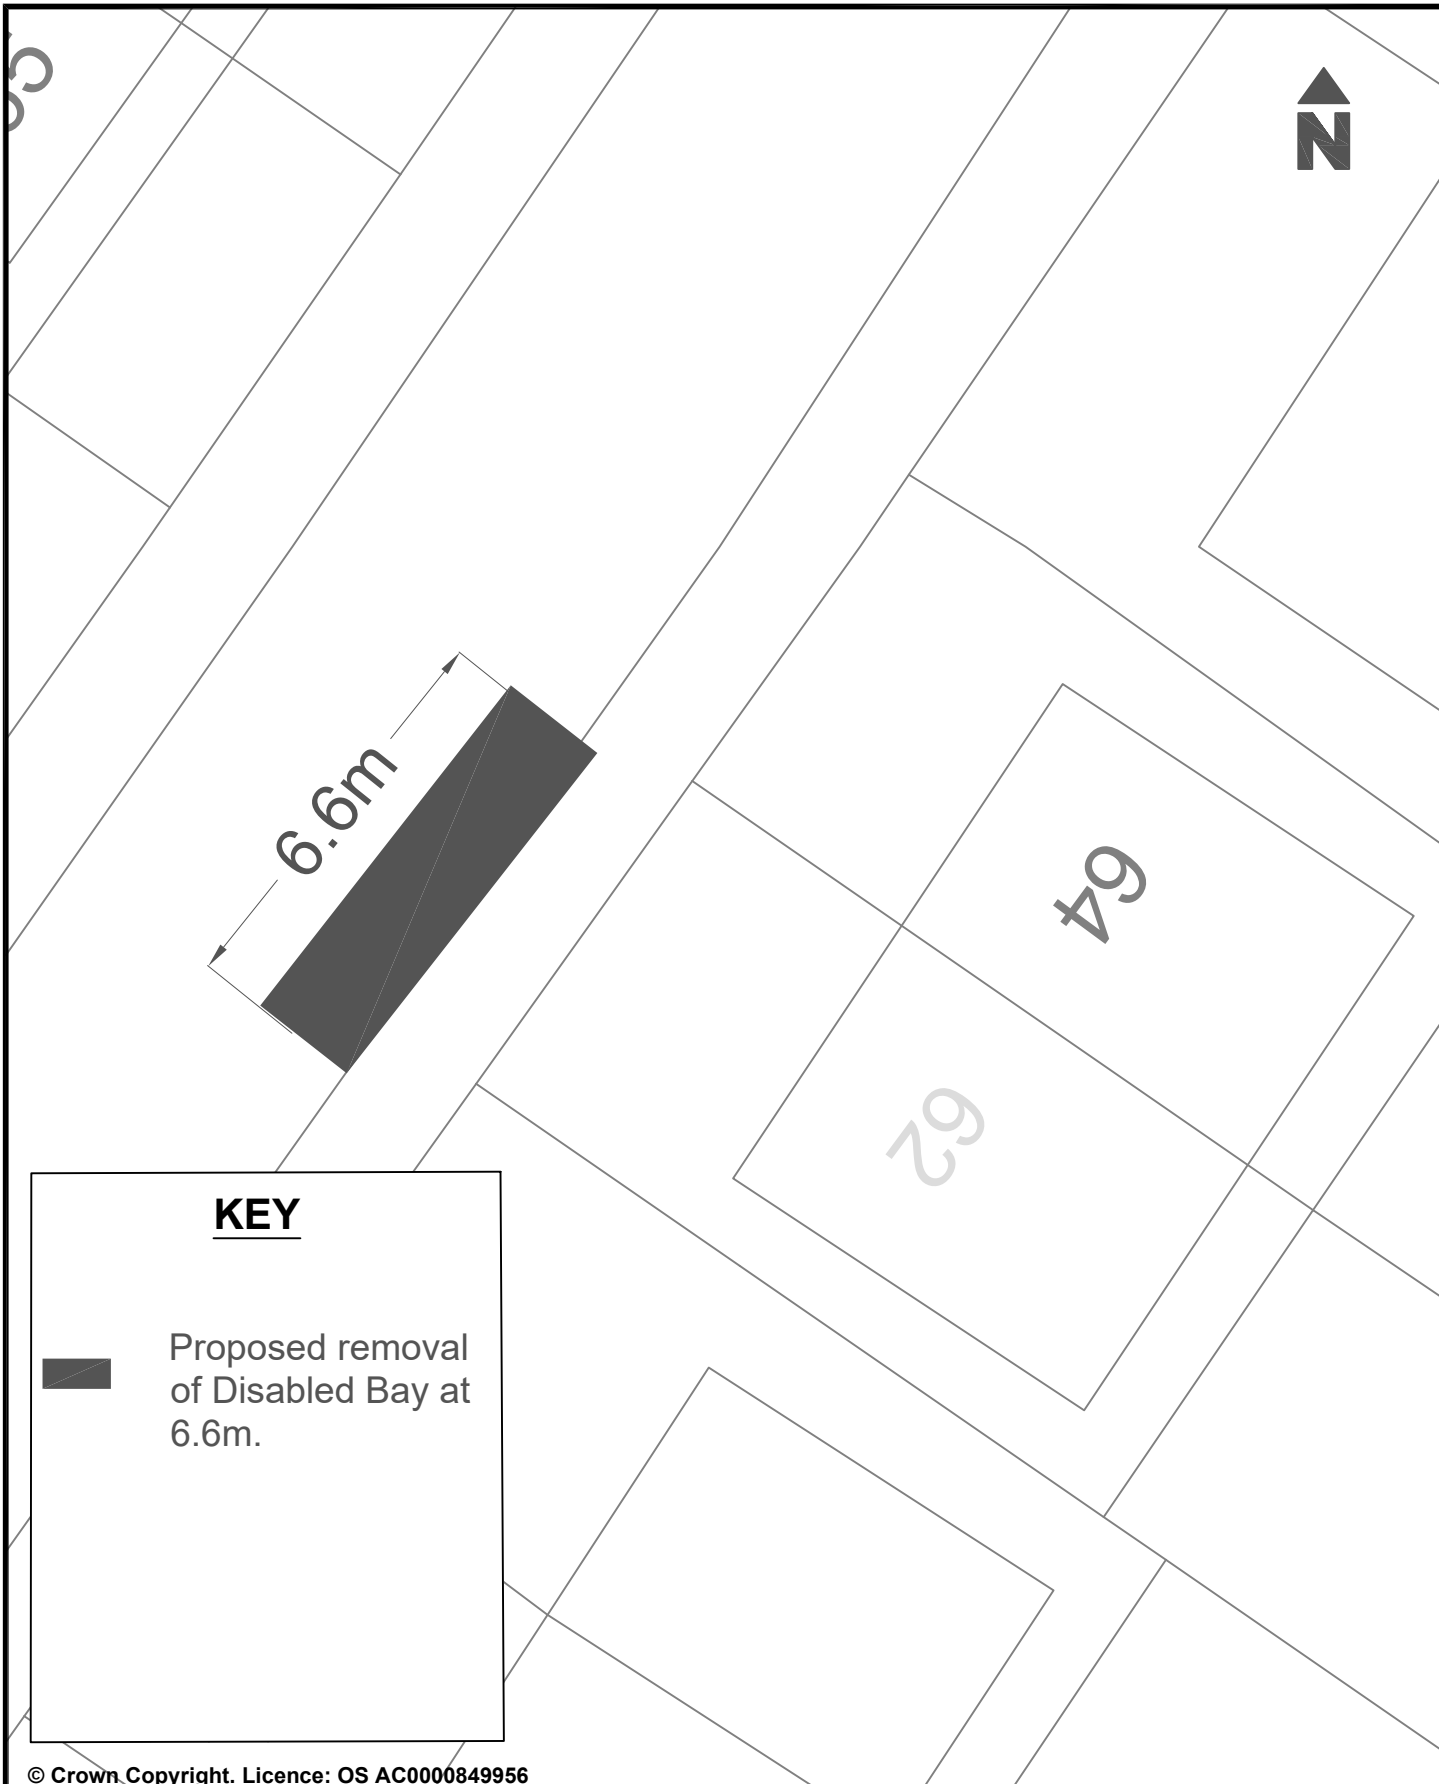 N
6.6m
64
62
KEY
Proposed removal
of Disabled Bay at
6.6m.
© Crown Copyright. Licence: OS AC0000849956